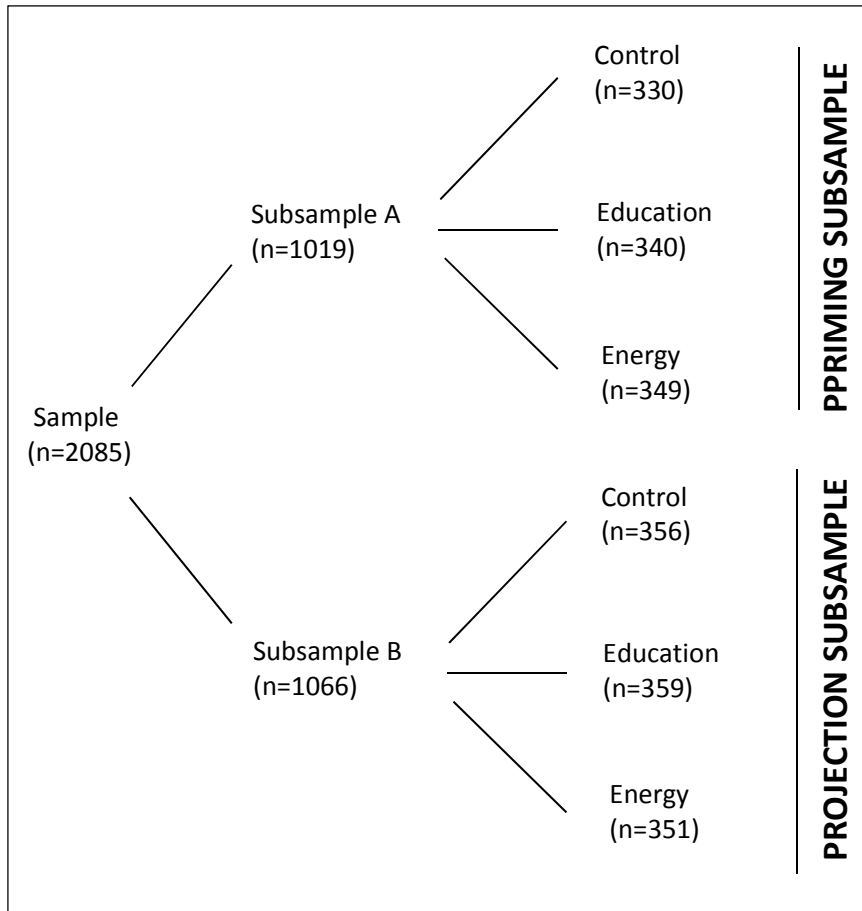 Sample
(n=2085)
Subsample A
(n=1019)
Control
(n=330)
Education
(n=340)
Energy
(n=349)
PPRIMING SUBSAMPLE
Subsample B
(n=1066)
Control
(n=356)
Education
(n=359)
Energy
(n=351)
PROJECTION SUBSAMPLE